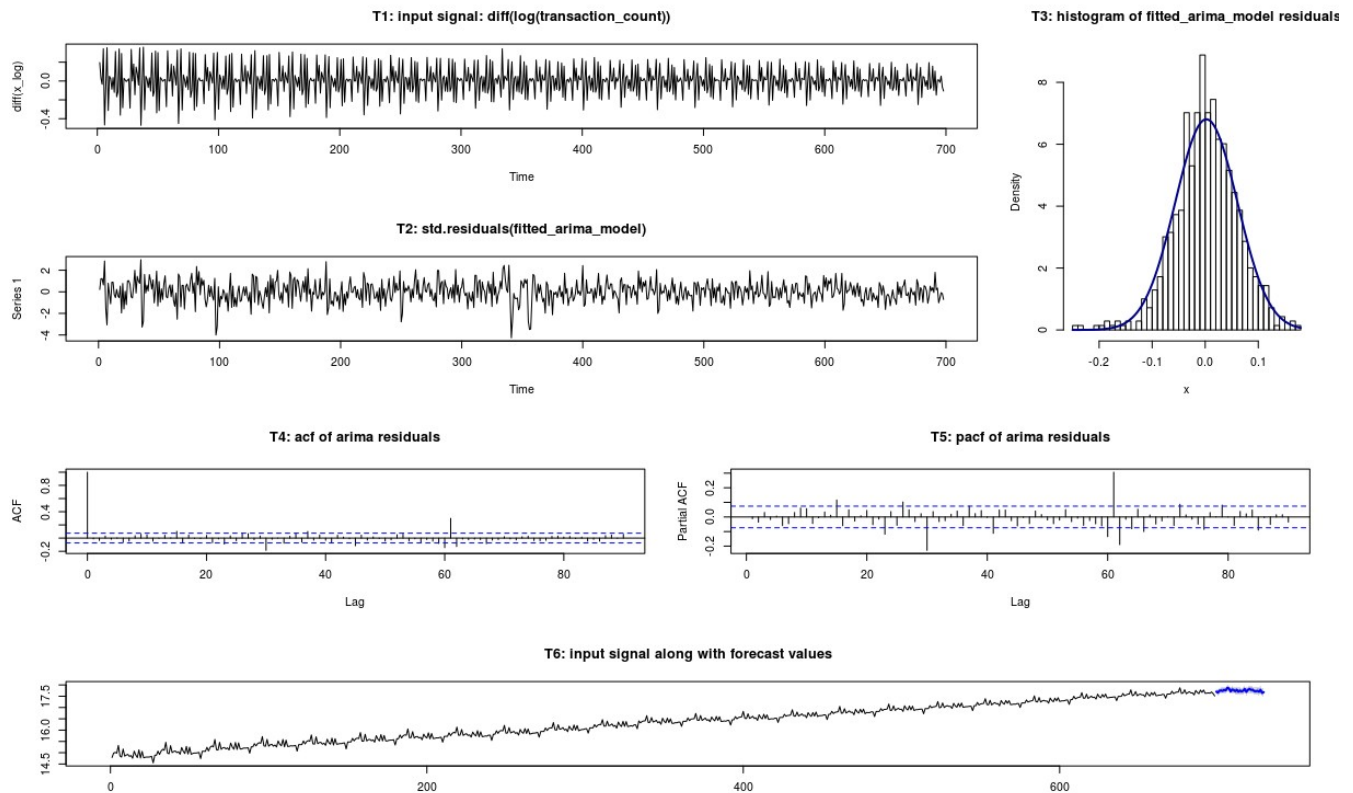 T1: input signal: diff(log(transaction_count))
diff(x_log)
0.0
-0.4
0 100 200 300 400 500 600 700
Time
T2: std.residuals(fitted_arima_model)
Series 1
2
0
-2
-4
0 100 200 300 400 500 600 700
Time
T3: histogram of fitted_arima_model residuals
Density
8
6
4
2
0
-0.2 -0.1 0.0 0.1
x
T4: acf of arima residuals
ACF
0.8
0.4
-0.2
0 20 40 60 80
Lag
T5: pacf of arima residuals
Partial ACF
0.2
0.0
-0.2
0 20 40 60 80
Lag
T6: input signal along with forecast values
17.5
16.0
14.5
0 200 400 600